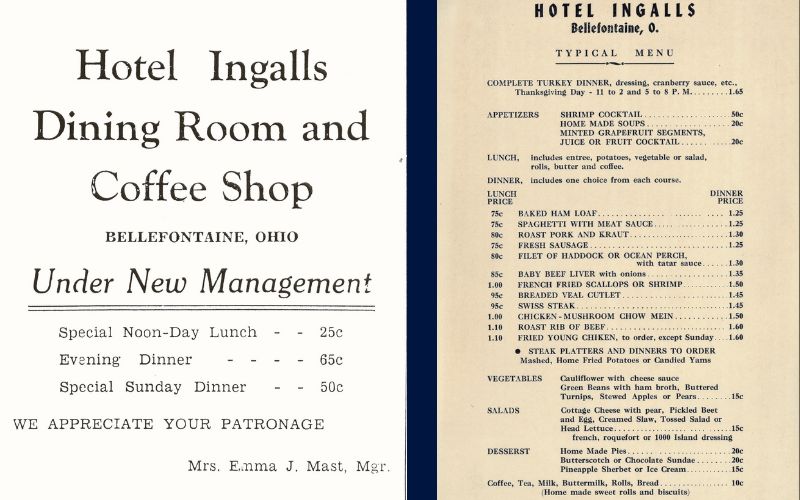 Hotel Ingalls
Dining Room and
Coffee Shop
BELLEFONTAINE, OHIO
Under New Management
Special Noon-Day Lunch - - 25c
Evening Dinner - - - - 65c
Special Sunday Dinner - - 50c
WE APPRECIATE YOUR PATRONAGE
Mrs. Emma J. Mast, Mgr.
HOTEL INGALLS
Bellefontaine, O.
TYPICAL MENU
COMPLETE TURKEY DINNER, dressing, cranberry sauce, etc.,
Thanksgiving Day - 11 to 2 and 5 to 8 P. M. ........ 1.65
APPETIZERS SHRIMP COCKTAIL .................. 50c
HOME MADE SOUPS .................. 20c
MINTED GRAPEFRUIT SEGMENTS,
JUICE OR FRUIT COCKTAIL ........... 20c
LUNCH, includes entree, potatoes, vegetable or salad,
rolls, butter and coffee.
DINNER, includes one choice from each course.
LUNCH DINNER
PRICE PRICE
75c BAKED HAM LOAF .................. 1.25
75c SPAGHETTI WITH MEAT SAUCE .......... 1.25
80c ROAST PORK AND KRAUT .............. 1.30
75c FRESH SAUSAGE .................... 1.25
80c FILET OF HADDOCK OR OCEAN PERCH,
with tatar sauce ...... 1.30
85c BABY BEEF LIVER with onions ............ 1.35
1.00 FRENCH FRIED SCALLOPS OR SHRIMP ........ 1.50
95c BREADED VEAL CUTLET .............. 1.45
95c SWISS STEAK .................... 1.45
1.00 CHICKEN - MUSHROOM CHOW MEIN ........ 1.50
1.10 ROAST RIB OF BEEF .................. 1.60
1.10 FRIED YOUNG CHIKEN, to order, except Sunday .... 1.60
● STEAK PLATTERS AND DINNERS TO ORDER
Mashed, Home Fried Potatoes or Candied Yams
VEGETABLES Cauliflower with cheese sauce
Green Beans with ham broth, Buttered
Turnips, Stewed Apples or Pears ........ 15c
SALADS Cottage Cheese with pear, Pickled Beet
and Egg, Creamed Slaw, Tossed Salad or
Head Lettuce ........................ 15c
french, roquefort or 1000 Island dressing
DESSERST Home Made Pies ...................... 20c
Butterscotch or Chocolate Sundae ........ 20c
Pineapple Sherbet or Ice Cream .......... 15c
Coffee, Tea, Milk, Buttermilk, Rolls, Bread .............. 10c
(Home made sweet rolls and biscuits)